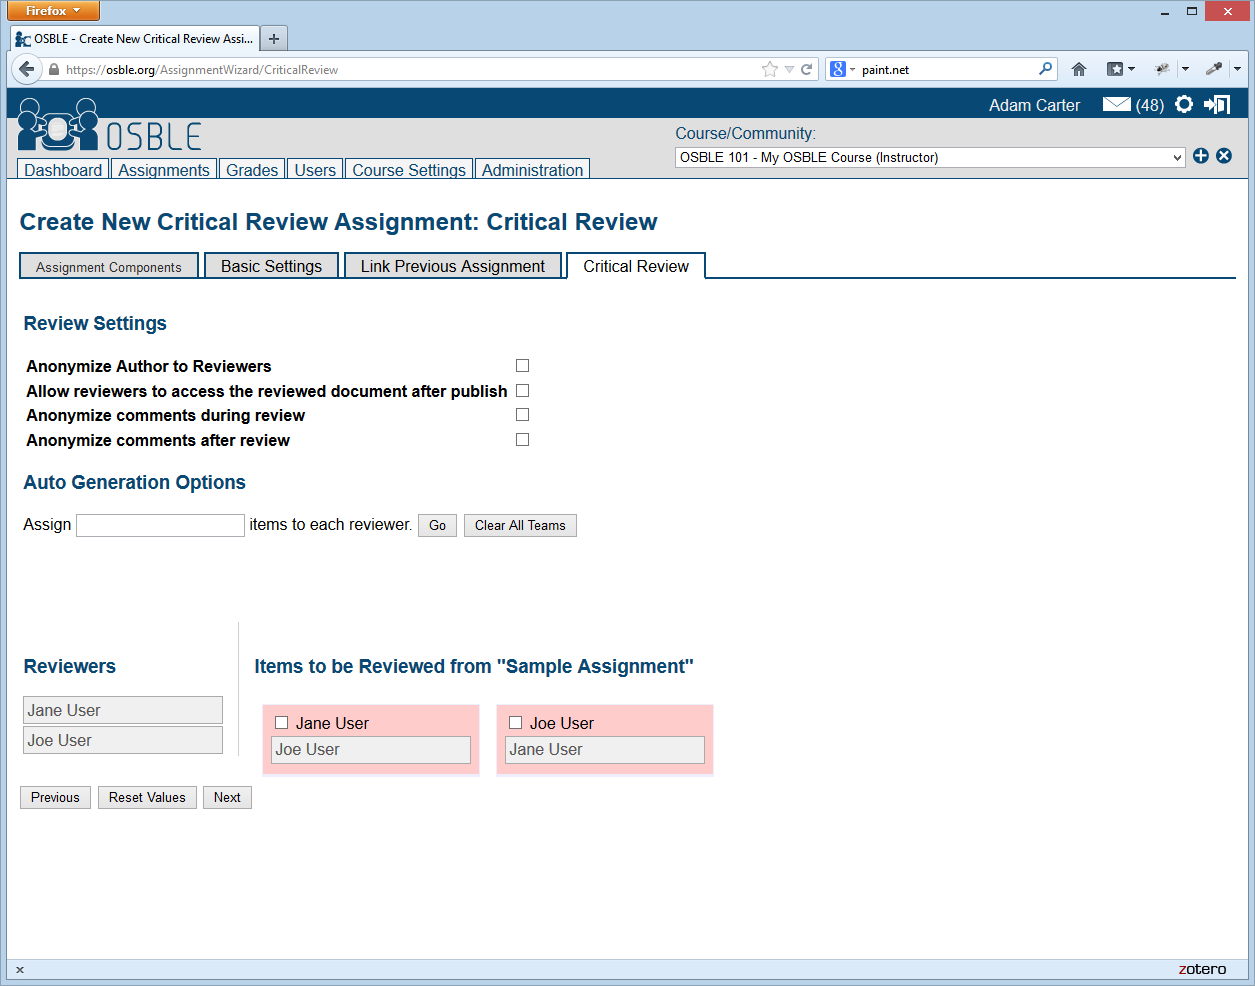 Firefox
OSBLE - Create New Critical Review Assi...
https://osble.org/AssignmentWizard/CriticalReview
paint.net
Adam Carter (48)
OSBLE
Course/Community:
OSBLE 101 - My OSBLE Course (Instructor)
Dashboard Assignments Grades Users Course Settings Administration
Create New Critical Review Assignment: Critical Review
Assignment Components Basic Settings Link Previous Assignment Critical Review
Review Settings
Anonymize Author to Reviewers
Allow reviewers to access the reviewed document after publish
Anonymize comments during review
Anonymize comments after review
Auto Generation Options
Assign items to each reviewer. Go Clear All Teams
Reviewers
Jane User
Joe User
Items to be Reviewed from "Sample Assignment"
Jane User
Joe User
Joe User
Jane User
Previous Reset Values Next
zotero